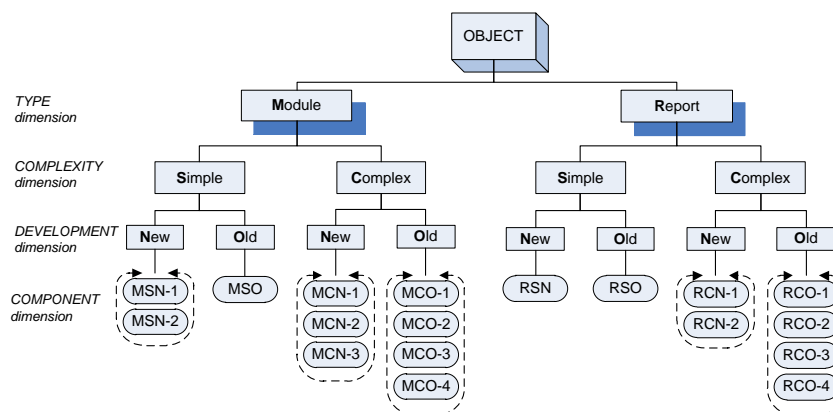 OBJECT
TYPE
dimension
Module
Report
COMPLEXITY
dimension
Simple
Complex
Simple
Complex
DEVELOPMENT
dimension
New
Old
New
Old
New
Old
New
Old
COMPONENT
dimension
MSN-1
MSO
MCN-1
MCO-1
RSN
RSO
RCN-1
RCO-1
MSN-2
MCN-2
MCO-2
RCN-2
RCO-2
MCN-3
MCO-3
RCO-3
MCO-4
RCO-4